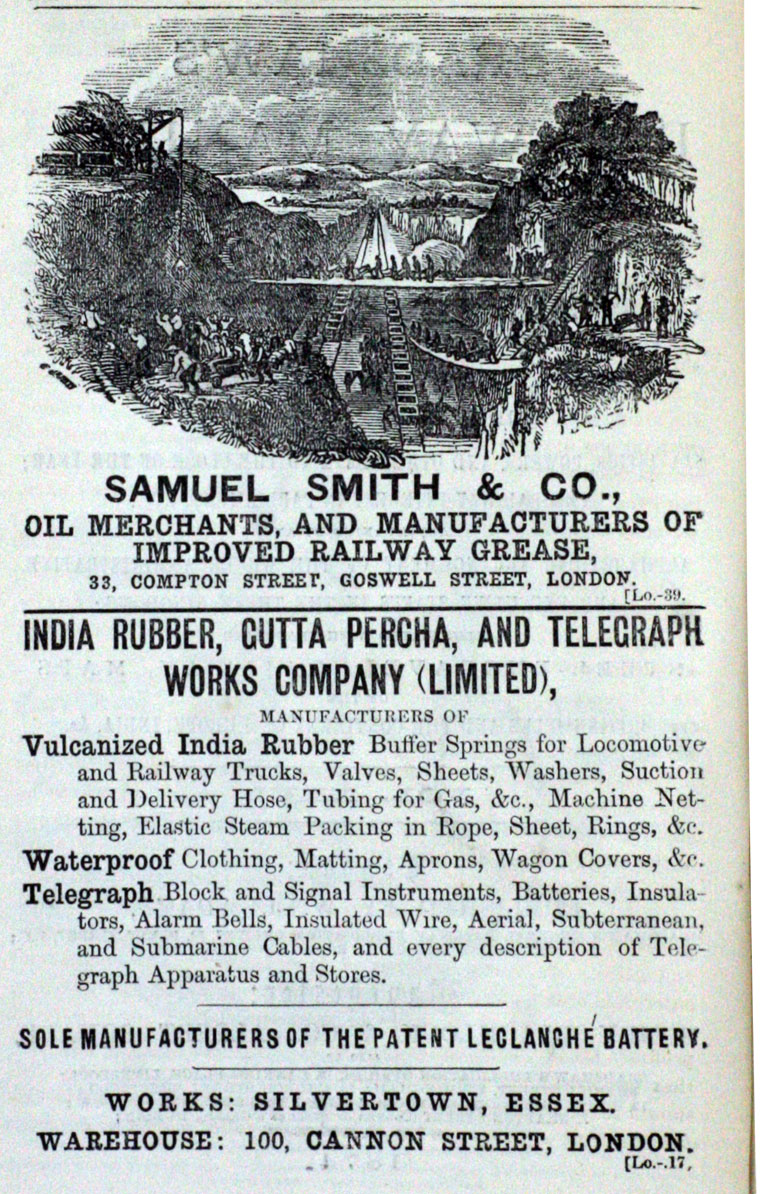 SAMUEL SMITH & CO.,
OIL MERCHANTS, AND MANUFACTURERS OF
IMPROVED RAILWAY GREASE,
33, COMPTON STREET, GOSWELL STREET, LONDON.
[Lo.-39.
INDIA RUBBER, GUTTA PERCHA, AND TELEGRAPH
WORKS COMPANY (LIMITED),
MANUFACTURERS OF
Vulcanized India Rubber Buffer Springs for Locomotive
and Railway Trucks, Valves, Sheets, Washers, Suction
and Delivery Hose, Tubing for Gas, &c., Machine Net-
ting, Elastic Steam Packing in Rope, Sheet, Rings, &c.
Waterproof Clothing, Matting, Aprons, Wagon Covers, &c.
Telegraph Block and Signal Instruments, Batteries, Insula-
tors, Alarm Bells, Insulated Wire, Aerial, Subterranean,
and Submarine Cables, and every description of Tele-
graph Apparatus and Stores.
SOLE MANUFACTURERS OF THE PATENT LECLANCHÉ BATTERY.
WORKS: SILVERTOWN, ESSEX.
WAREHOUSE: 100, CANNON STREET, LONDON.
[Lo.-.17,